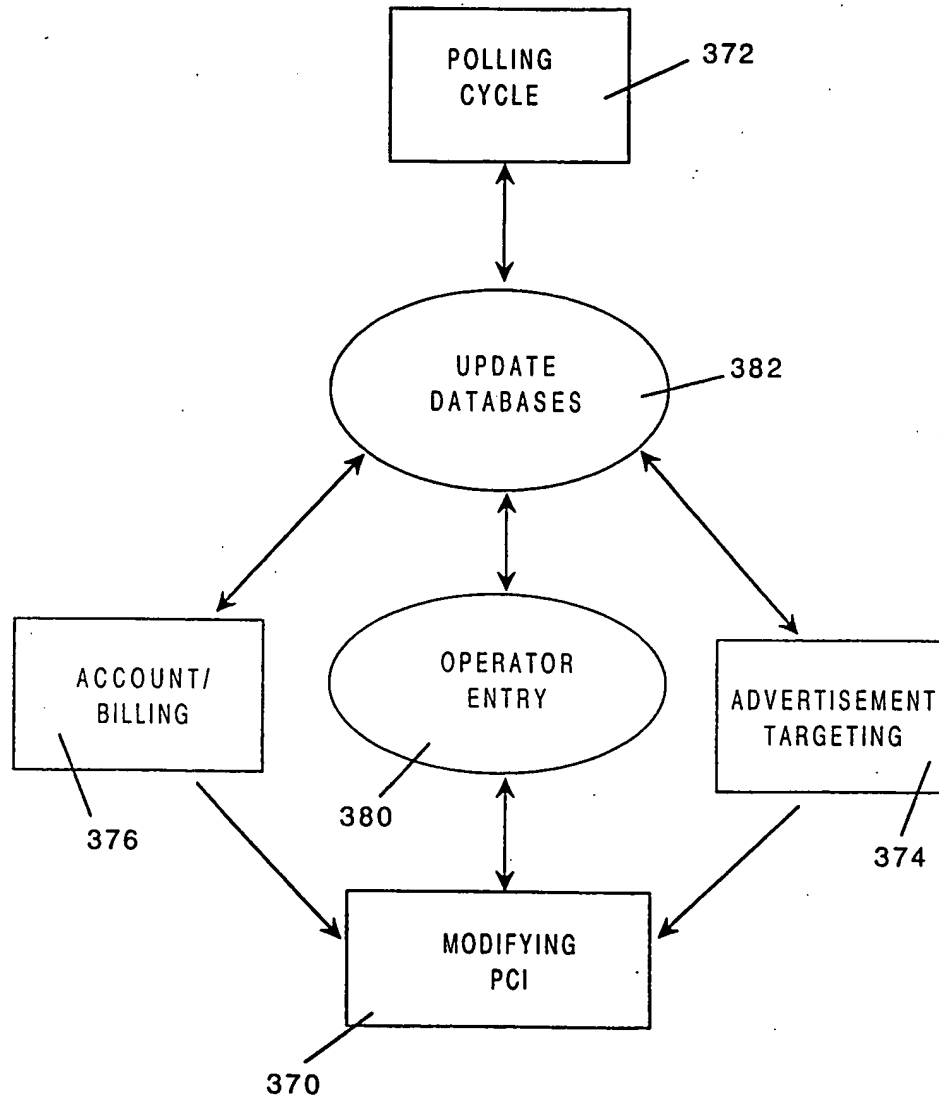 POLLING
CYCLE
372
UPDATE
DATABASES
382
ACCOUNT/
BILLING
376
OPERATOR
ENTRY
380
ADVERTISEMENT
TARGETING
374
MODIFYING
PCI
370